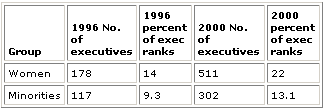 Group 1996 No. of executives 1996 percent of exec ranks 2000 No. of executives 2000 percent of exec ranks
Women 178 14 511 22
Minorities 117 9.3 302 13.1